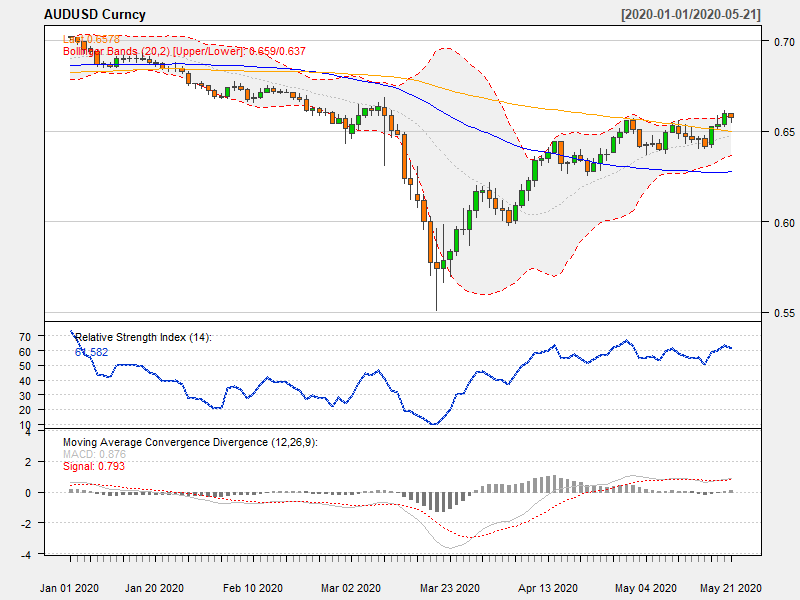 AUDUSD Curncy [2020-01-01/2020-05-21]
Last 0.6578
Bollinger Bands (20,2) [Upper/Lower]: 0.659/0.637
0.70
0.65
0.60
0.55
Relative Strength Index (14):
61.582
70
60
50
40
30
20
10
Moving Average Convergence Divergence (12,26,9):
MACD: 0.876
Signal: 0.793
4
2
0
-2
-4
Jan 01 2020 Jan 20 2020 Feb 10 2020 Mar 02 2020 Mar 23 2020 Apr 13 2020 May 04 2020 May 21 2020